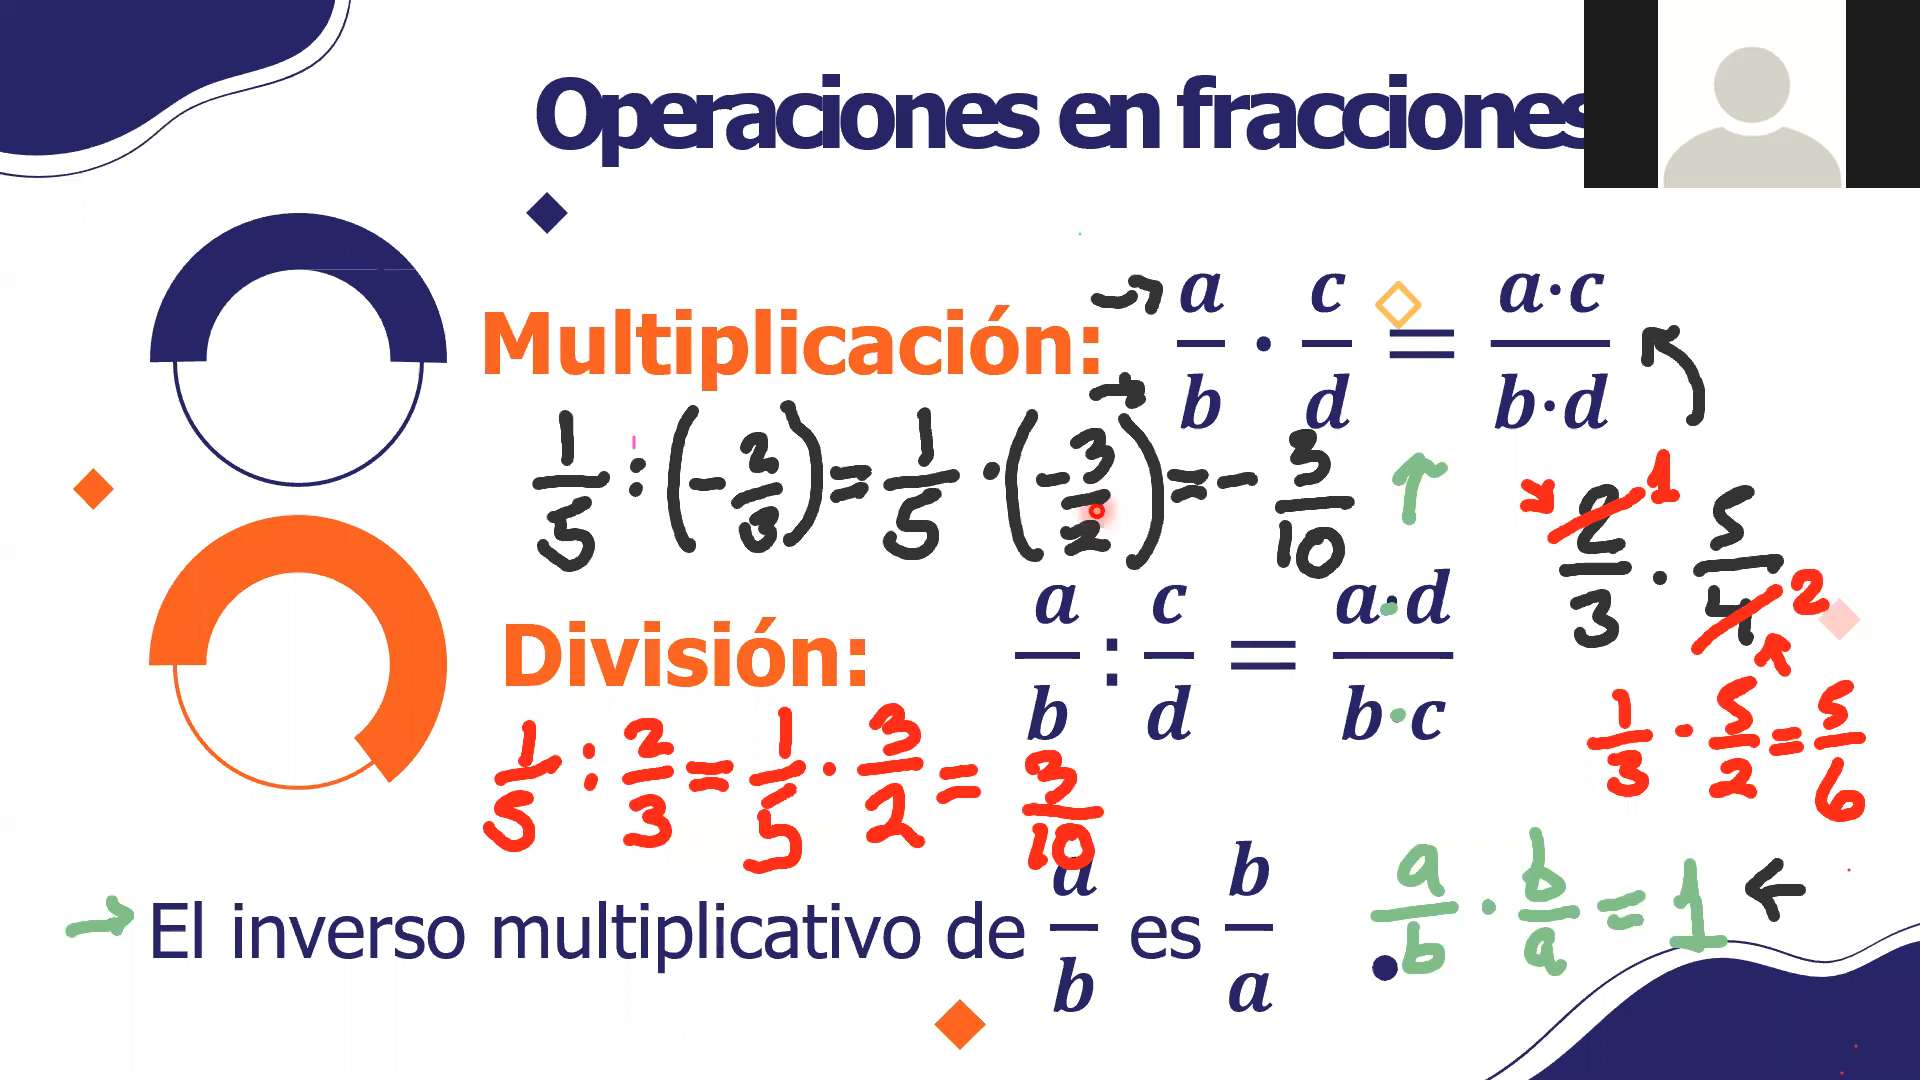 Operaciones en fracciones
Multiplicación: → a/b · c/d = a·c/b·d
1/5 : (-2/3) = 1/5 · (-3/2) = - 3/10
2/3 · 5/4
1 2
1/3 · 5/2 = 5/6
División: a/b : c/d = a·d/b·c
1/5 : 2/3 = 1/5 · 3/2 = 3/10
→ El inverso multiplicativo de a/b es b/a
a/b · b/a = 1 ←